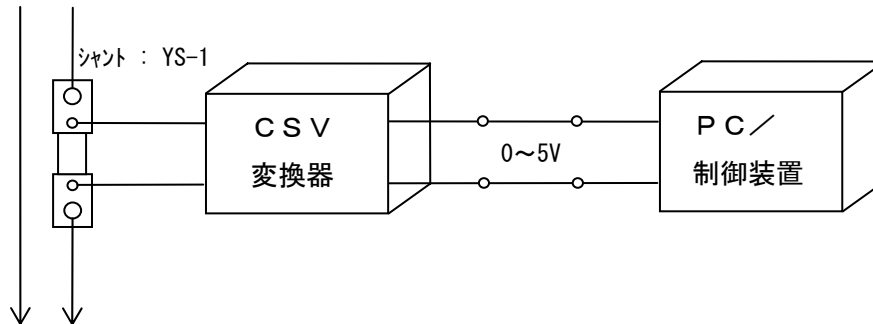 シャント : YS-1
CSV
変換器
0～5V
PC／
制御装置